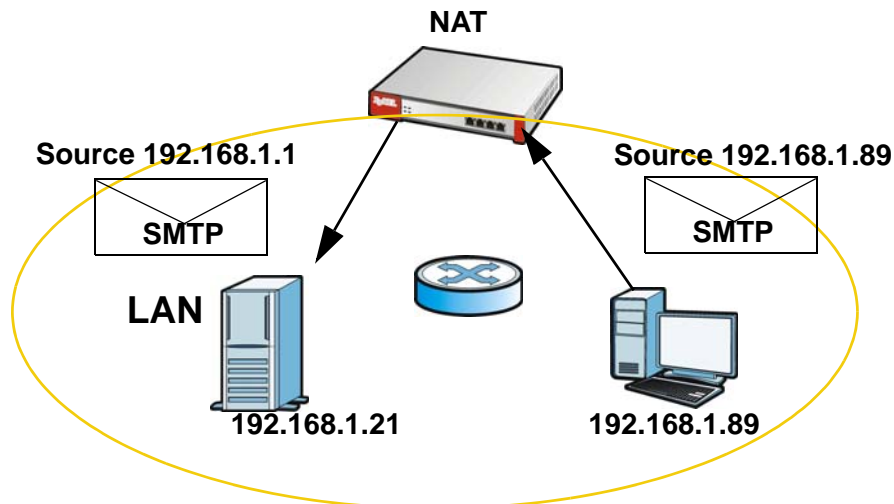 NAT
ZyXEL
Source 192.168.1.1
Source 192.168.1.89
SMTP
SMTP
LAN
192.168.1.21
192.168.1.89